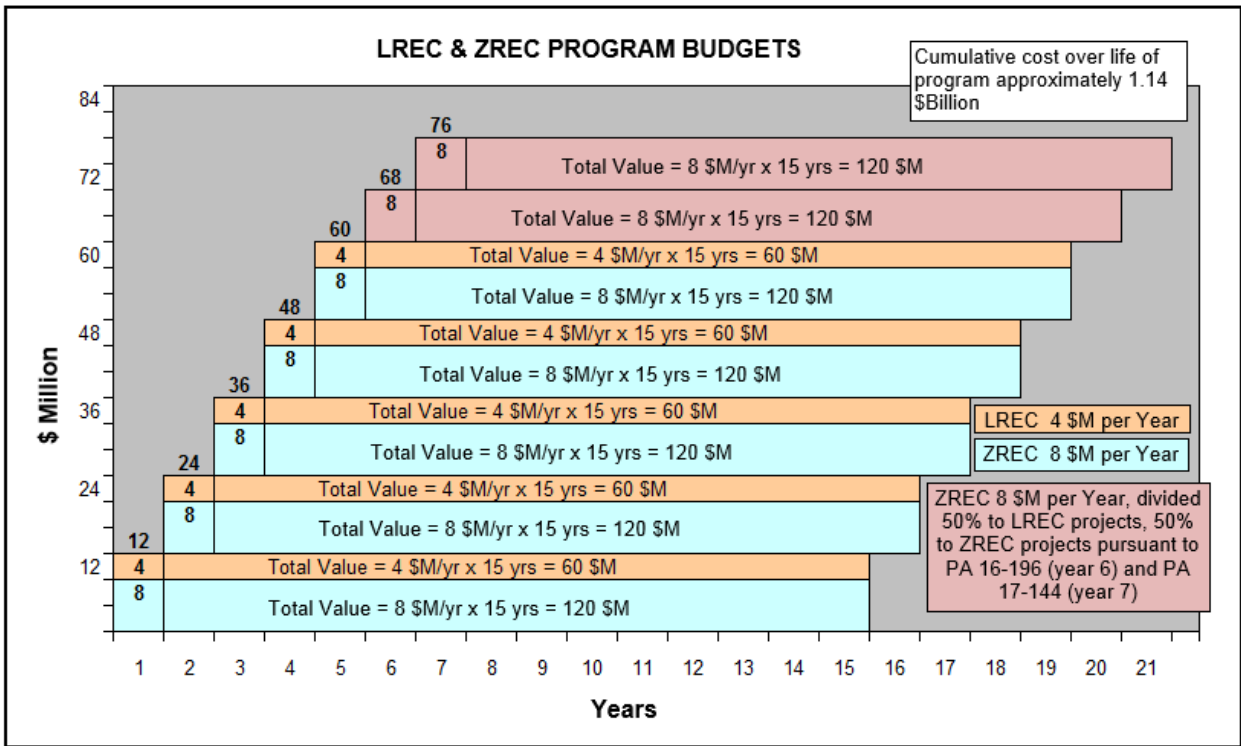 LREC & ZREC PROGRAM BUDGETS
Cumulative cost over life of
program approximately 1.14
$Billion
84
72
60
48
36
24
12
$ Million
76
8
Total Value = 8 $M/yr x 15 yrs = 120 $M
68
8
Total Value = 8 $M/yr x 15 yrs = 120 $M
60
4
Total Value = 4 $M/yr x 15 yrs = 60 $M
8
Total Value = 8 $M/yr x 15 yrs = 120 $M
48
4
Total Value = 4 $M/yr x 15 yrs = 60 $M
8
Total Value = 8 $M/yr x 15 yrs = 120 $M
36
4
Total Value = 4 $M/yr x 15 yrs = 60 $M
8
Total Value = 8 $M/yr x 15 yrs = 120 $M
24
4
Total Value = 4 $M/yr x 15 yrs = 60 $M
8
Total Value = 8 $M/yr x 15 yrs = 120 $M
12
4
Total Value = 4 $M/yr x 15 yrs = 60 $M
8
Total Value = 8 $M/yr x 15 yrs = 120 $M
LREC 4 $M per Year
ZREC 8 $M per Year
ZREC 8 $M per Year, divided
50% to LREC projects, 50%
to ZREC projects pursuant to
PA 16-196 (year 6) and PA
17-144 (year 7)
1 2 3 4 5 6 7 8 9 10 11 12 13 14 15 16 17 18 19 20 21
Years